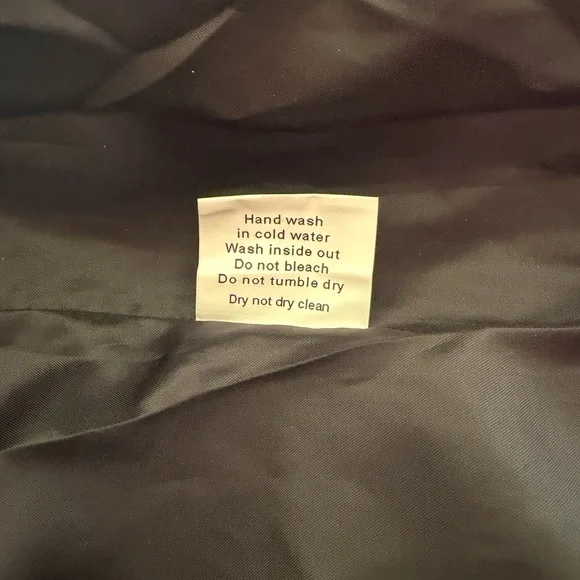 Hand wash
in cold water
Wash inside out
Do not bleach
Do not tumble dry
Dry not dry clean